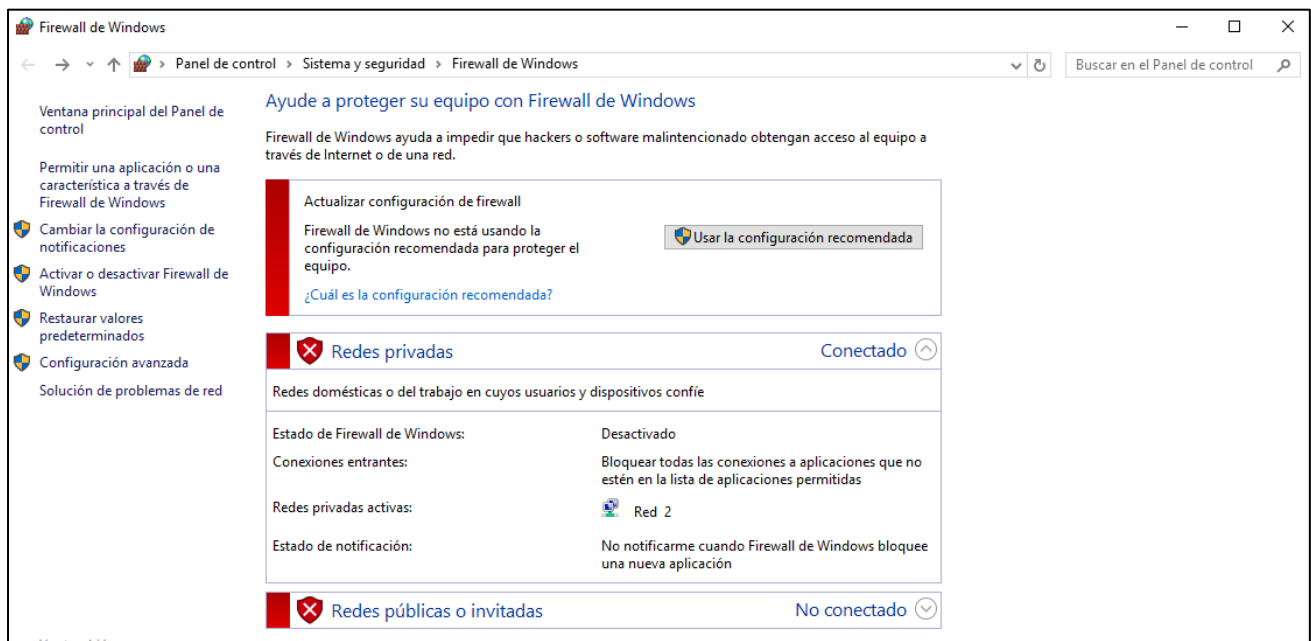 Firewall de Windows
Panel de control > Sistema y seguridad > Firewall de Windows
Buscar en el Panel de control
Ventana principal del Panel de
control
Permitir una aplicación o una
característica a través de
Firewall de Windows
Cambiar la configuración de
notificaciones
Activar o desactivar Firewall de
Windows
Restaurar valores
predeterminados
Configuración avanzada
Solución de problemas de red
Ayude a proteger su equipo con Firewall de Windows
Firewall de Windows ayuda a impedir que hackers o software malintencionado obtengan acceso al equipo a
través de Internet o de una red.
Actualizar configuración de firewall
Firewall de Windows no está usando la
configuración recomendada para proteger el
equipo.
Usar la configuración recomendada
¿Cuál es la configuración recomendada?
Redes privadas
Conectado
Redes domésticas o del trabajo en cuyos usuarios y dispositivos confíe
Estado de Firewall de Windows:
Desactivado
Conexiones entrantes:
Bloquear todas las conexiones a aplicaciones que no
estén en la lista de aplicaciones permitidas
Redes privadas activas:
Red 2
Estado de notificación:
No notificarme cuando Firewall de Windows bloquee
una nueva aplicación
Redes públicas o invitadas
No conectado